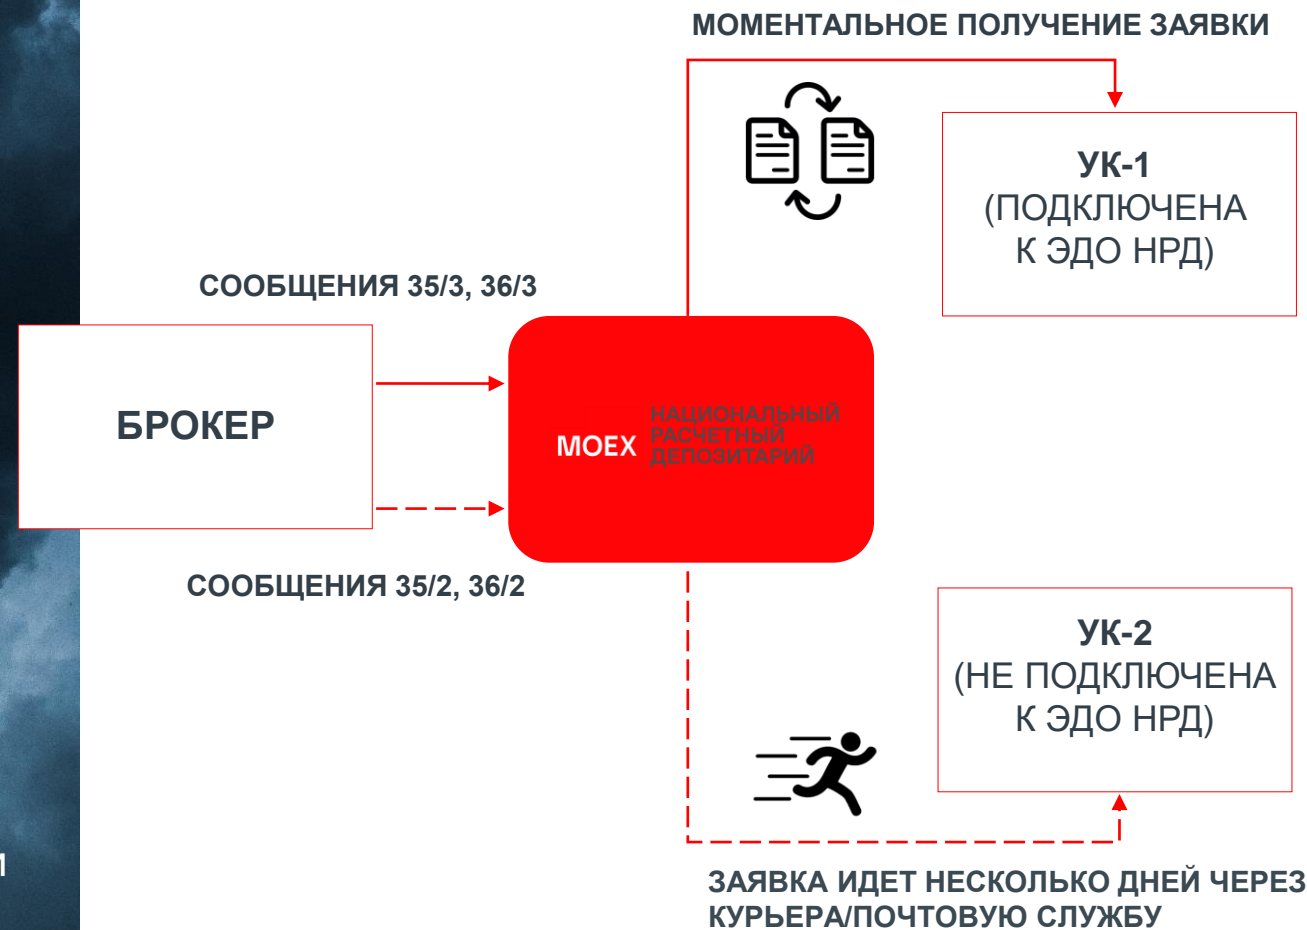 МОМЕНТАЛЬНОЕ ПОЛУЧЕНИЕ ЗАЯВКИ
УК-1
(ПОДКЛЮЧЕНА
К ЭДО НРД)
СООБЩЕНИЯ 35/3, 36/3
БРОКЕР
MOEX
НАЦИОНАЛЬНЫЙ
РАСЧЕТНЫЙ
ДЕПОЗИТАРИЙ
СООБЩЕНИЯ 35/2, 36/2
УК-2
(НЕ ПОДКЛЮЧЕНА
К ЭДО НРД)
ЗАЯВКА ИДЕТ НЕСКОЛЬКО ДНЕЙ ЧЕРЕЗ
КУРЬЕРА/ПОЧТОВУЮ СЛУЖБУ